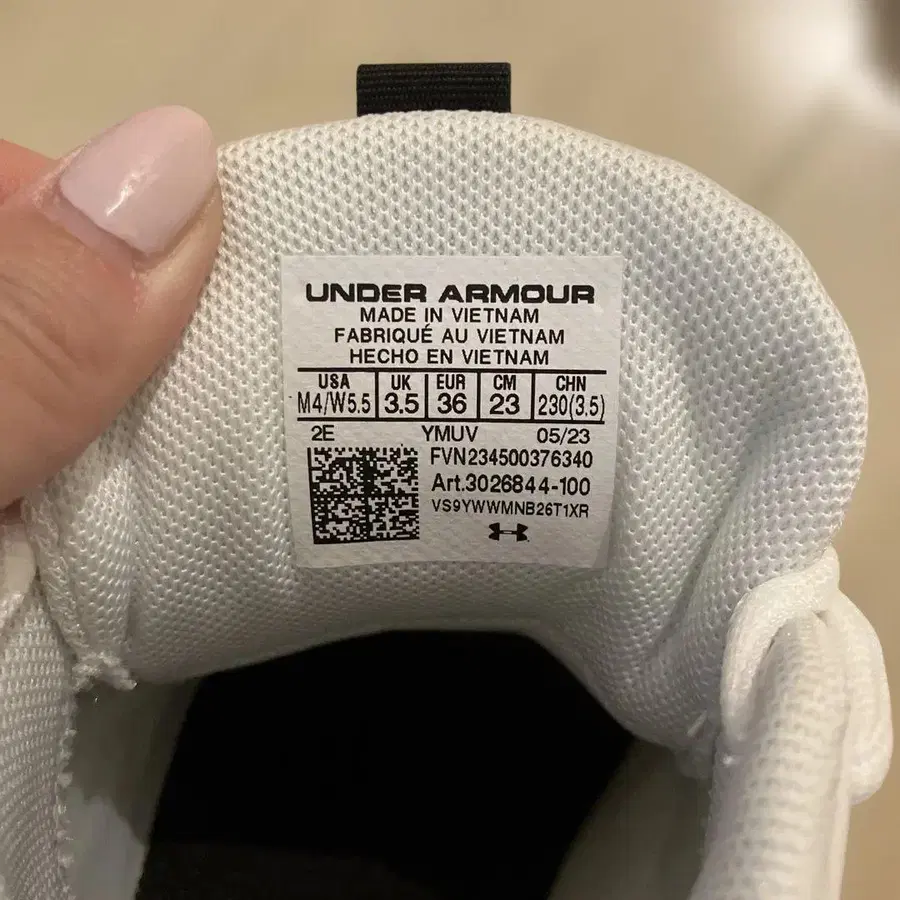 UNDER ARMOUR
MADE IN VIETNAM
FABRIQUÉ AU VIETNAM
HECHO EN VIETNAM
USA UK EUR CM CHN
M4/W5.5 3.5 36 23 230(3.5)
2E YMUV 05/23
FVN234500376340
Art.3026844-100
VS9YWWMNB26T1XR